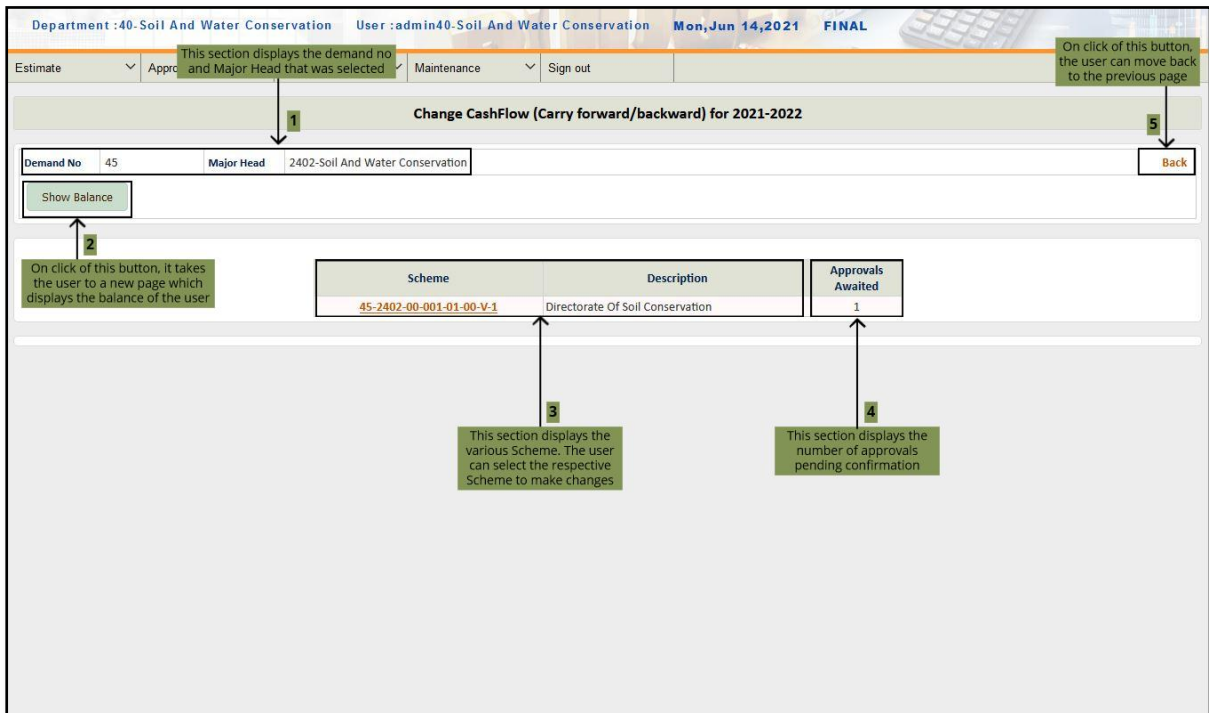 Department :40-Soil And Water Conservation User :admin40-Soil And Water Conservation Mon,Jun 14,2021 FINAL
This section displays the demand no
and Major Head that was selected
On click of this button,
the user can move back
to the previous page
Estimate Appro Maintenance Sign out
1
Change CashFlow (Carry forward/backward) for 2021-2022
5
Demand No 45 Major Head 2402-Soil And Water Conservation Back
Show Balance
2
On click of this button, it takes
the user to a new page which
displays the balance of the user
Scheme Description Approvals
Awaited
45-2402-00-001-01-00-V-1 Directorate Of Soil Conservation 1
3
This section displays the
various Scheme. The user
can select the respective
Scheme to make changes
4
This section displays the
number of approvals
pending confirmation